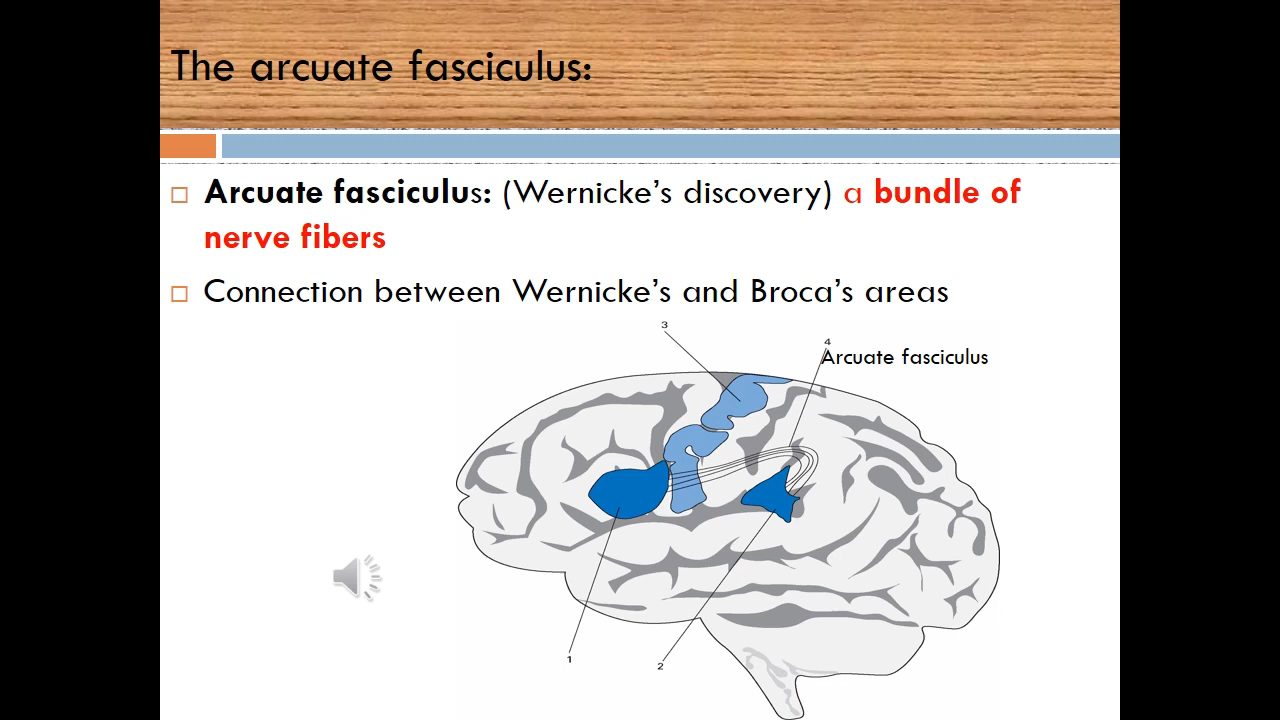 The arcuate fasciculus:
Arcuate fasciculus: (Wernicke's discovery) a bundle of
nerve fibers
Connection between Wernicke's and Broca's areas
3
4
Arcuate fasciculus
1
2